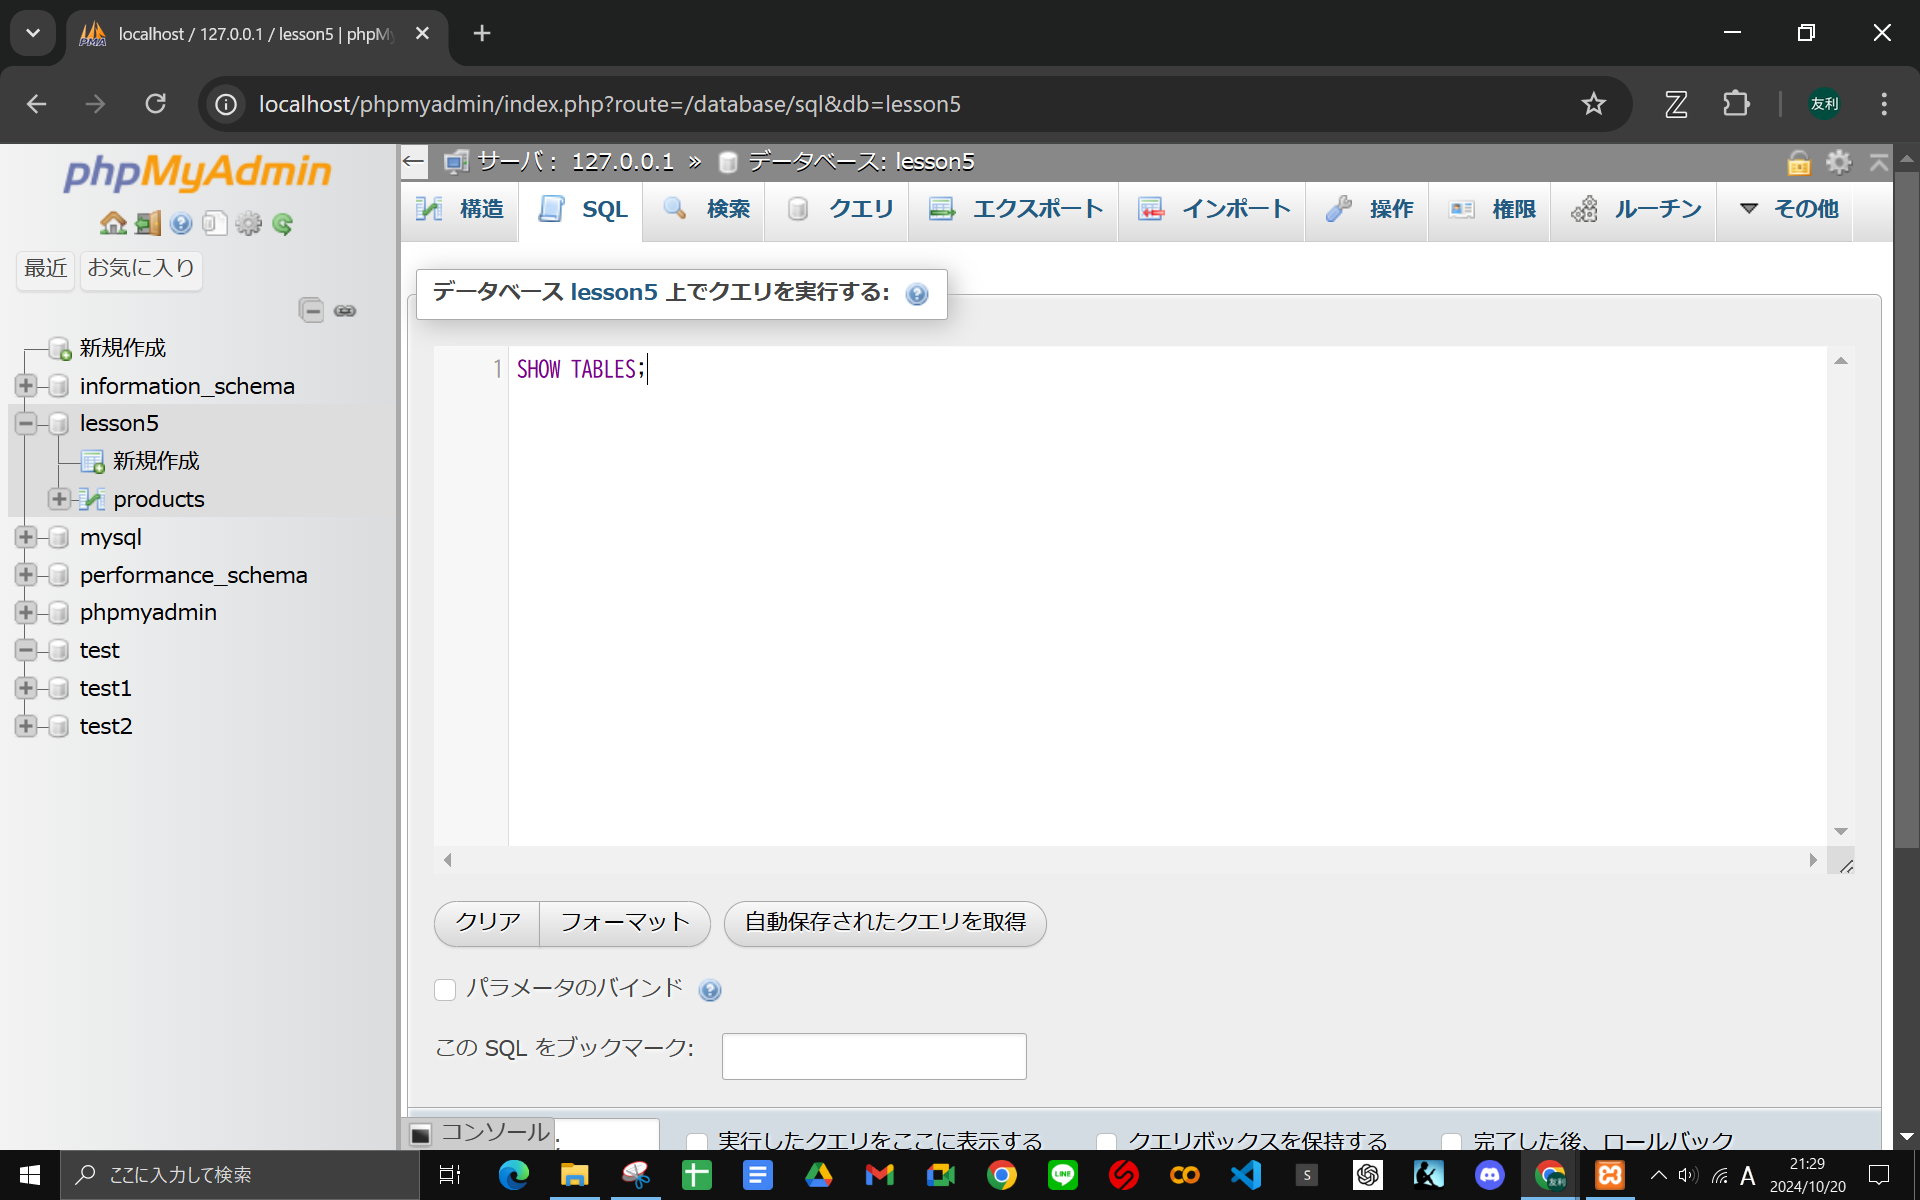 localhost / 127.0.0.1 / lesson5 | phpM
localhost/phpmyadmin/index.php?route=/database/sql&db=lesson5
友利
phpMyAdmin
最近 お気に入り
新規作成
information_schema
lesson5
新規作成
products
mysql
performance_schema
phpmyadmin
test
test1
test2
サーバ: 127.0.0.1 » データベース: lesson5
構造 SQL 検索 クエリ エクスポート インポート 操作 権限 ルーチン その他
データベース lesson5 上でクエリを実行する:
1 SHOW TABLES;
クリア フォーマット 自動保存されたクエリを取得
パラメータのバインド
この SQL をブックマーク:
コンソール
実行したクエリをここに表示する クエリボックスを保持する 完了した後、ロールバック
ここに入力して検索
A
21:29
2024/10/20